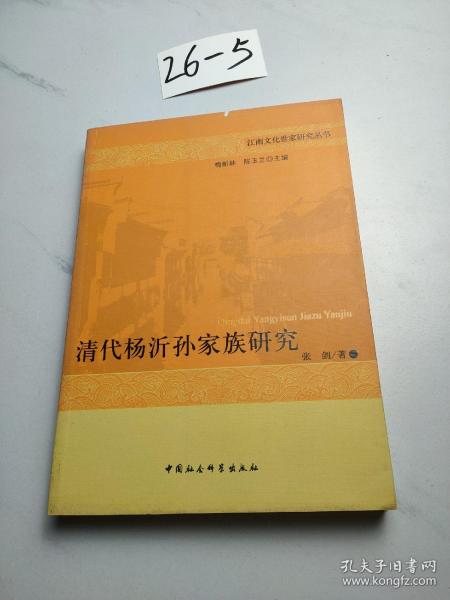 26-5
江南文化世家研究丛书
梅新林 陈玉兰◎主编
Qingdai Yangyisun Jiazu Yanjiu
清代杨沂孙家族研究
张剑/著
中国社会科学出版社
孔夫子旧书网
www.kongfz.com